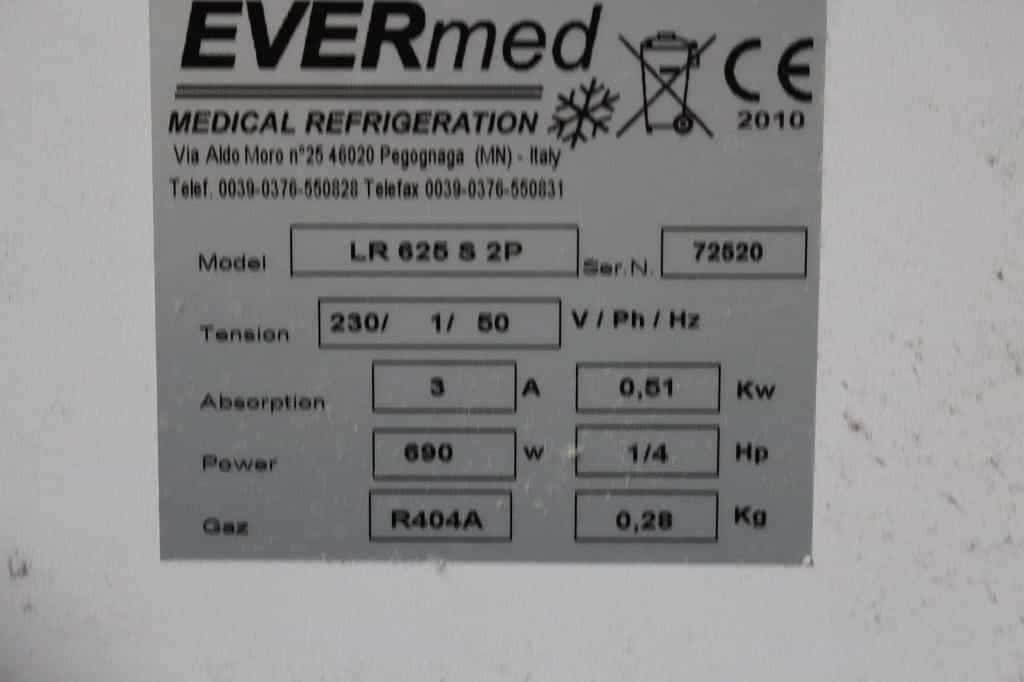 EVERmed
CE
MEDICAL REFRIGERATION
2010
Via Aldo Moro n°25 46020 Pegognaga (MN) - Italy
Telef. 0039-0376-550828 Telefax 0039-0376-550831
Model LR 625 S 2P Ser.N. 72520
Tension 230/ 1/ 50 V / Ph / Hz
Absorption 3 A 0,51 Kw
Power 690 w 1/4 Hp
Gaz R404A 0,28 Kg